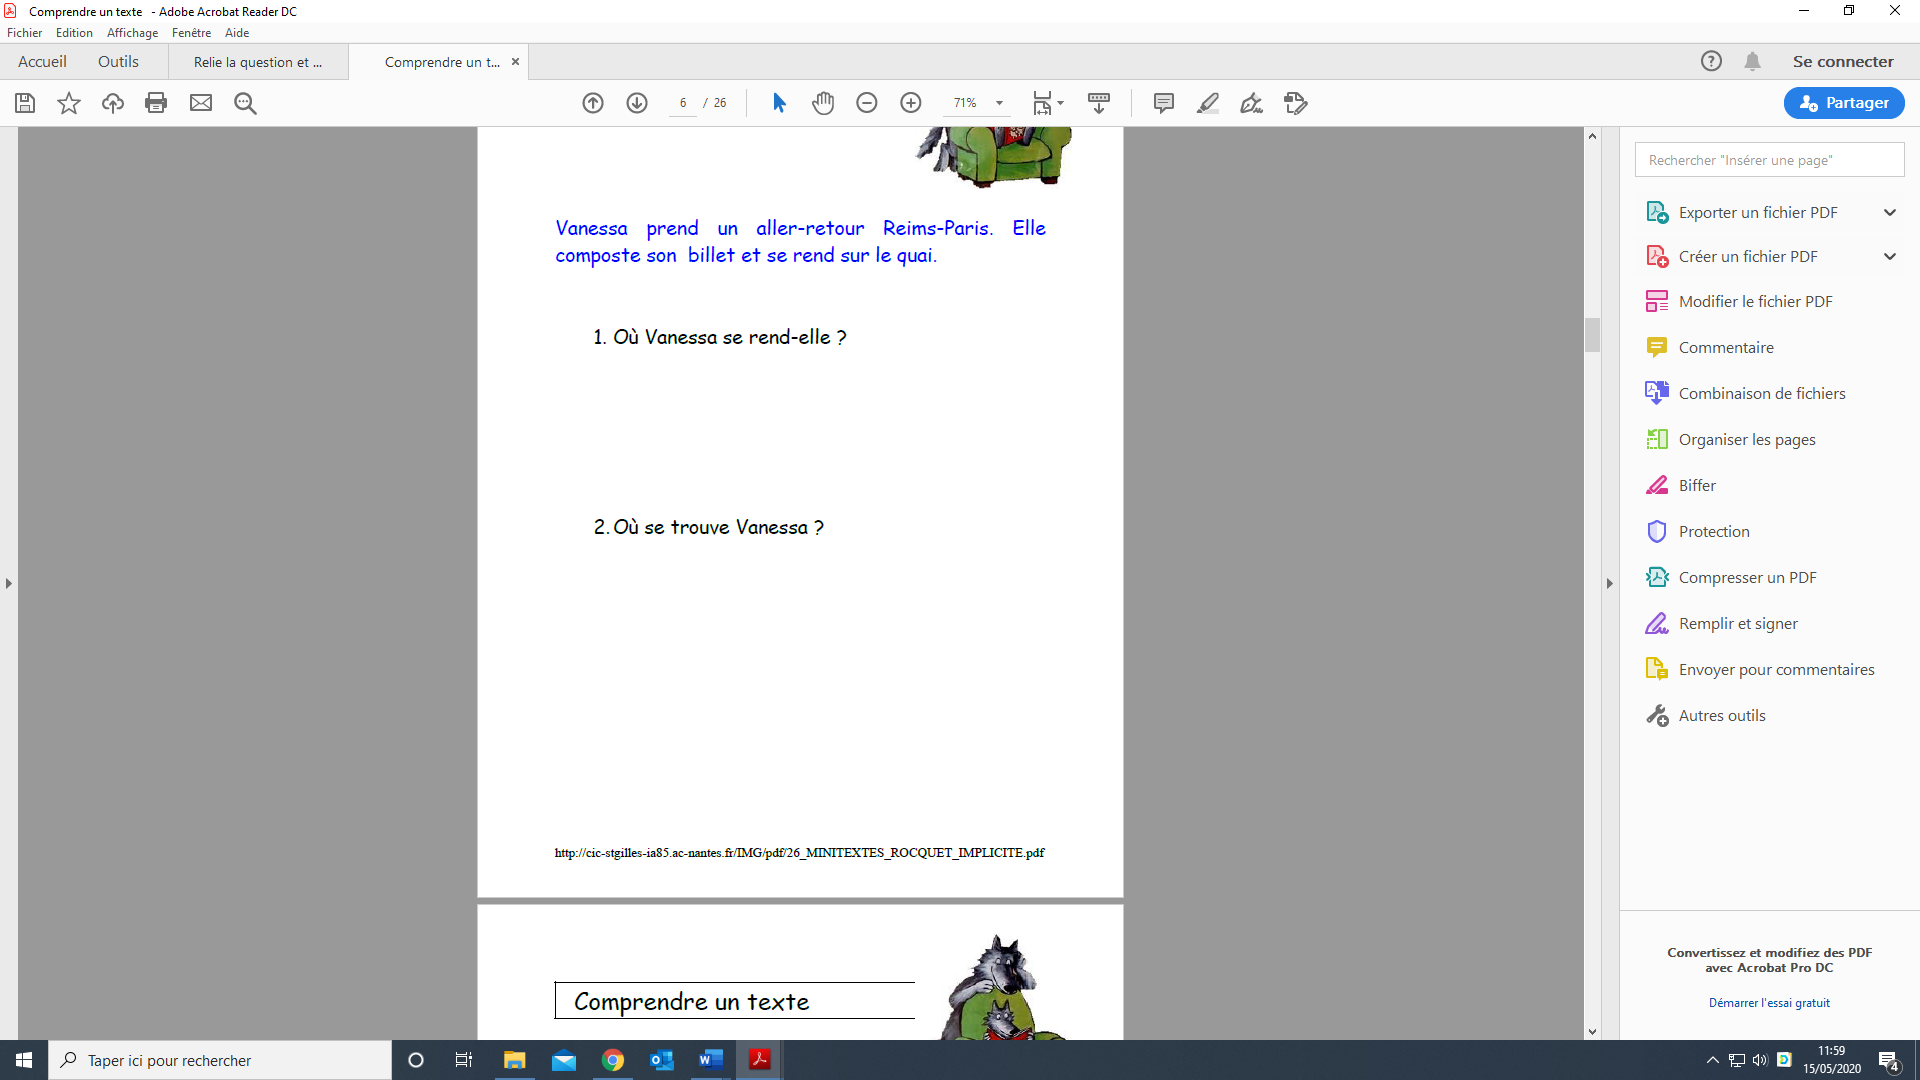 Comprendre un texte - Adobe Acrobat Reader DC
Fichier Edition Affichage Fenêtre Aide
Accueil Outils Relie la question et ... Comprendre un t... × Se connecter
6 / 26 71% Partager
Rechercher "Insérer une page"
Exporter un fichier PDF
Créer un fichier PDF
Modifier le fichier PDF
Commentaire
Combinaison de fichiers
Organiser les pages
Biffer
Protection
Compresser un PDF
Remplir et signer
Envoyer pour commentaires
Autres outils
Convertissez et modifiez des PDF
avec Acrobat Pro DC
Démarrer l'essai gratuit
Vanessa prend un aller-retour Reims-Paris. Elle
composte son billet et se rend sur le quai.
1. Où Vanessa se rend-elle ?
2. Où se trouve Vanessa ?
http://cic-stgilles-ia85.ac-nantes.fr/IMG/pdf/26_MINITEXTES_ROCQUET_IMPLICITE.pdf
Comprendre un texte
Taper ici pour rechercher
11:59
15/05/2020
4